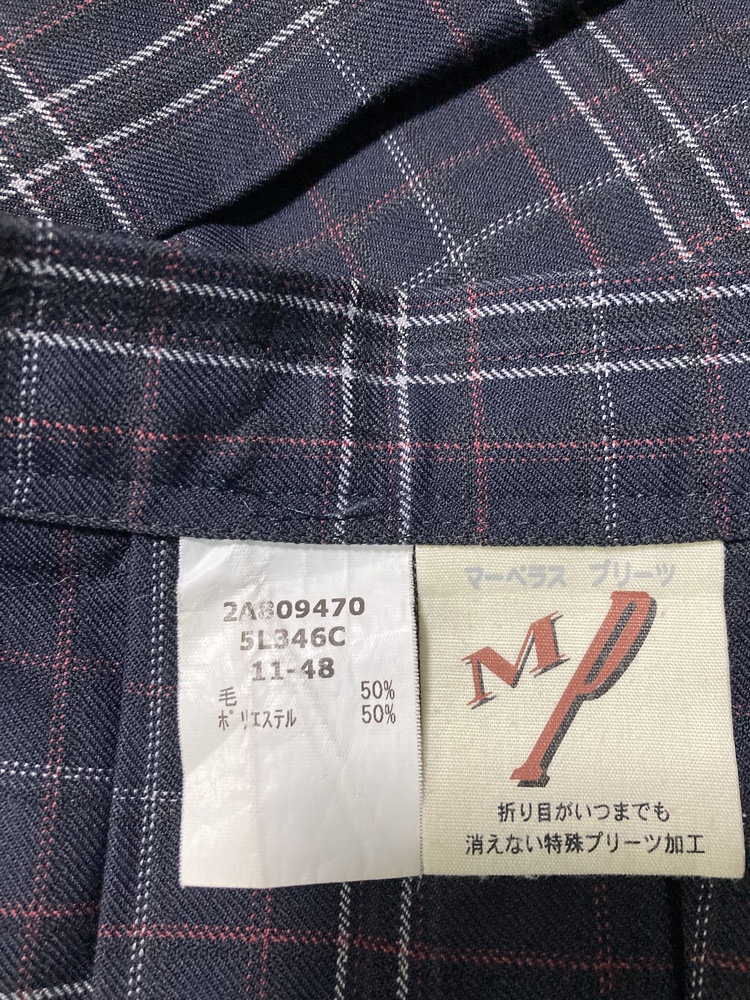 2A809470
5L346C
11-48
毛 50%
ポリエステル 50%
マーベラス プリーツ
MP
折り目がいつまでも
消えない特殊プリーツ加工